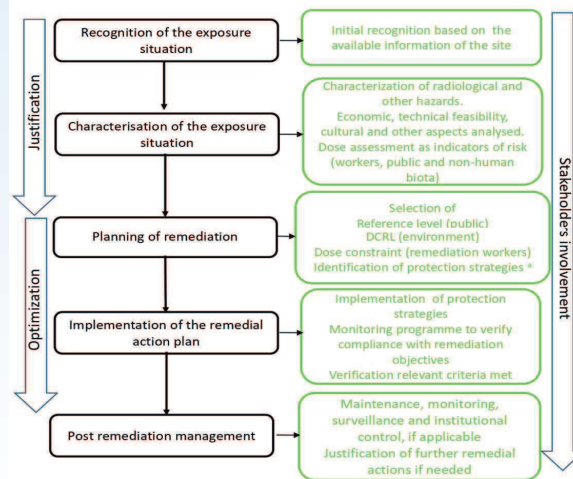 Recognition of the exposure
situation
Initial recognition based on the
available information of the site
Justification
Characterisation of the exposure
situation
Characterization of radiological and
other hazards.
Economic, technical feasibility,
cultural and other aspects analysed.
Dose assessment as indicators of risk
(workers, public and non-human
biota)
Planning of remediation
Selection of
Reference level (public)
DCRL (environment)
Dose constraint (remediation workers)
Identification of protection strategies *
Optimization
Implementation of the remedial
action plan
Implementation of protection
strategies
Monitoring programme to verify
compliance with remediation
objectives
Verification relevant criteria met
Post remediation management
Maintenance, monitoring,
surveillance and institutional
control, if applicable
Justification of further remedial
actions if needed
Stakeholde's involvement